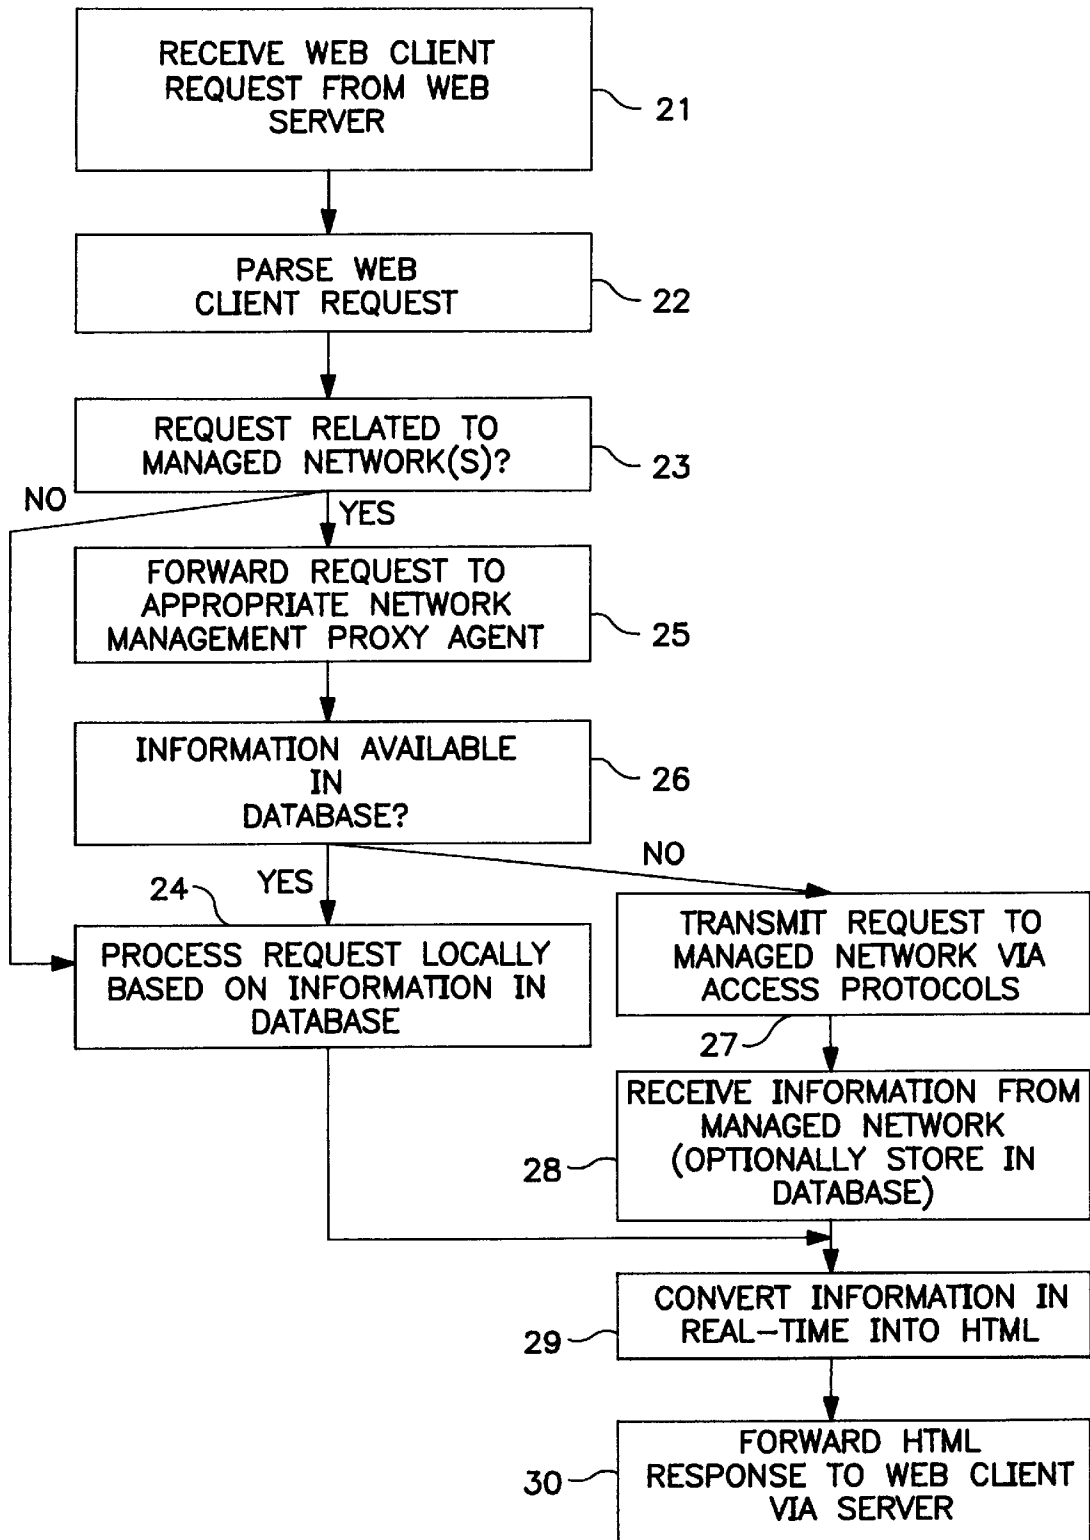 RECEIVE WEB CLIENT
REQUEST FROM WEB
SERVER
21
PARSE WEB
CLIENT REQUEST
22
REQUEST RELATED TO
MANAGED NETWORK(S)?
23
NO
YES
FORWARD REQUEST TO
APPROPRIATE NETWORK
MANAGEMENT PROXY AGENT
25
INFORMATION AVAILABLE
IN
DATABASE?
26
NO
YES
24
PROCESS REQUEST LOCALLY
BASED ON INFORMATION IN
DATABASE
TRANSMIT REQUEST TO
MANAGED NETWORK VIA
ACCESS PROTOCOLS
27
RECEIVE INFORMATION FROM
MANAGED NETWORK
(OPTIONALLY STORE IN
DATABASE)
28
CONVERT INFORMATION IN
REAL-TIME INTO HTML
29
FORWARD HTML
RESPONSE TO WEB CLIENT
VIA SERVER
30